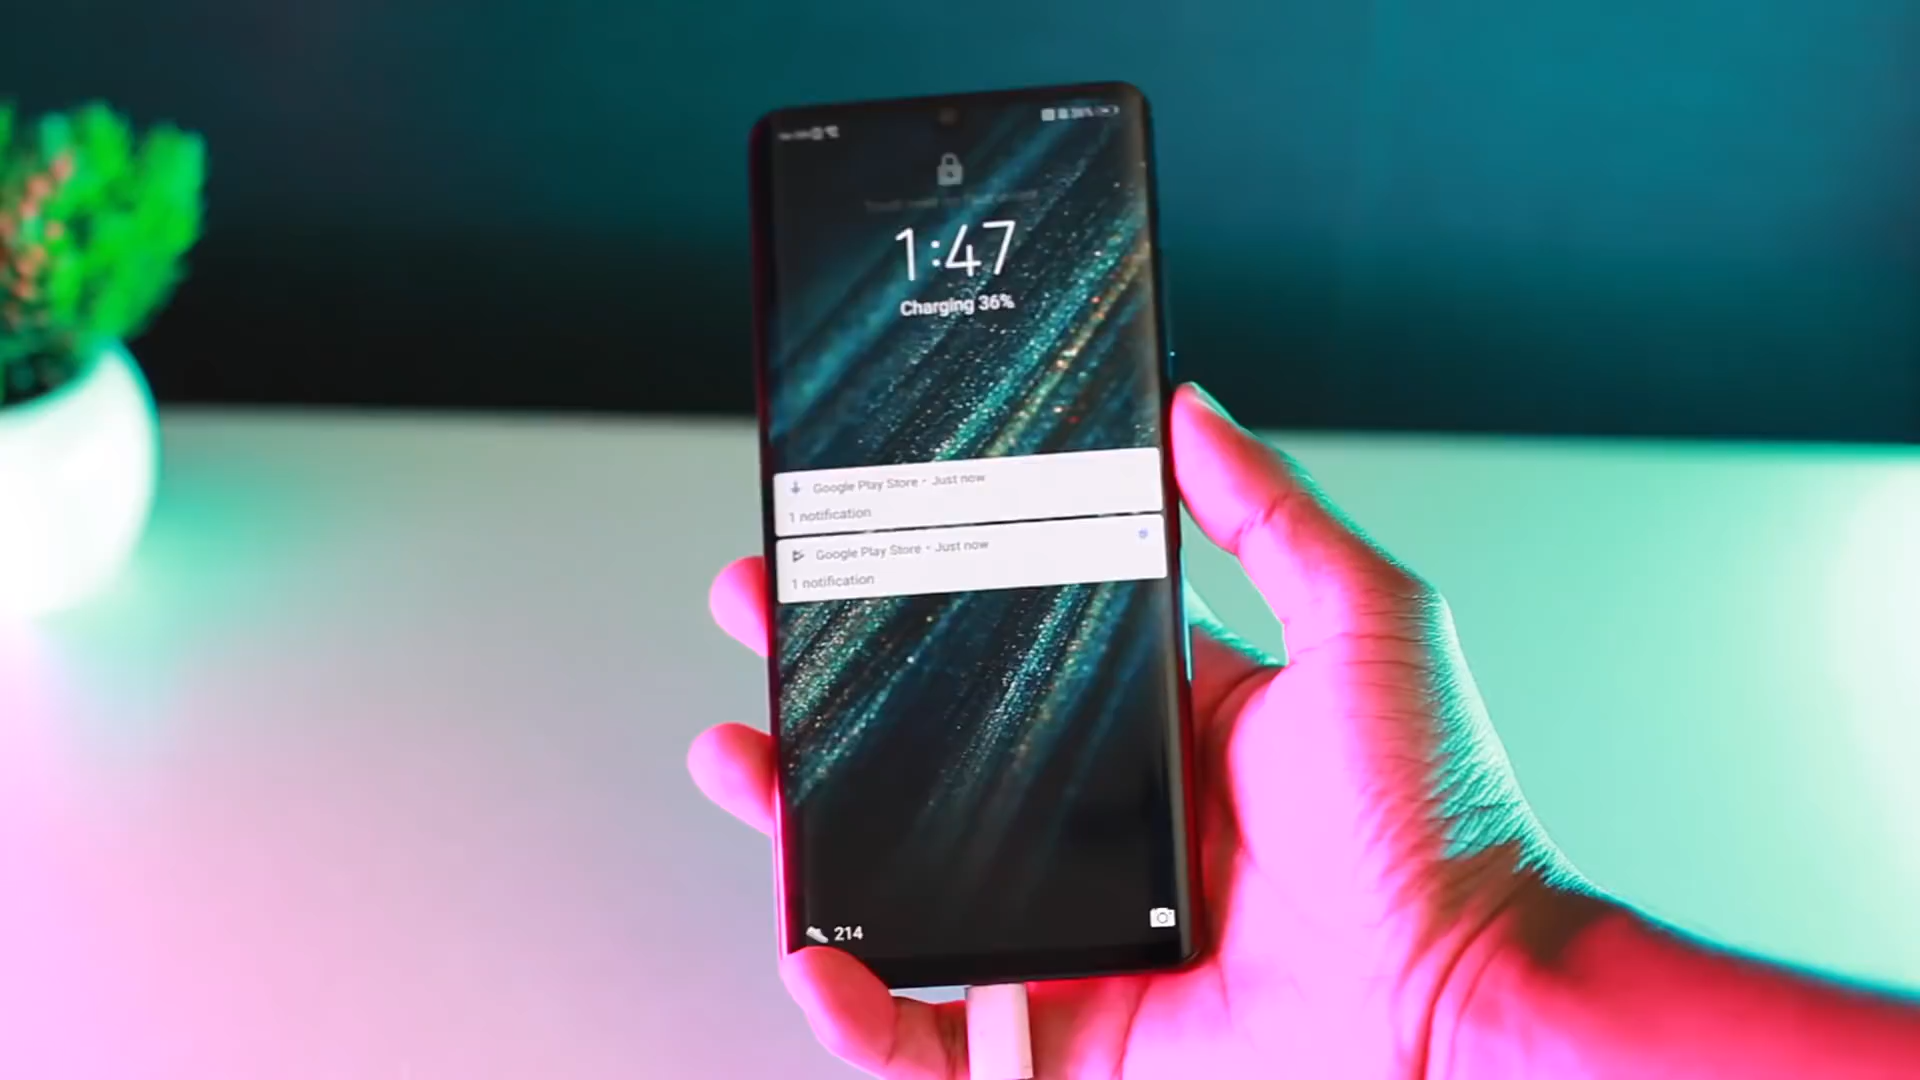 36%
1:47
Charging 36%
Google Play Store • Just now
1 notification
Google Play Store • Just now
1 notification
214